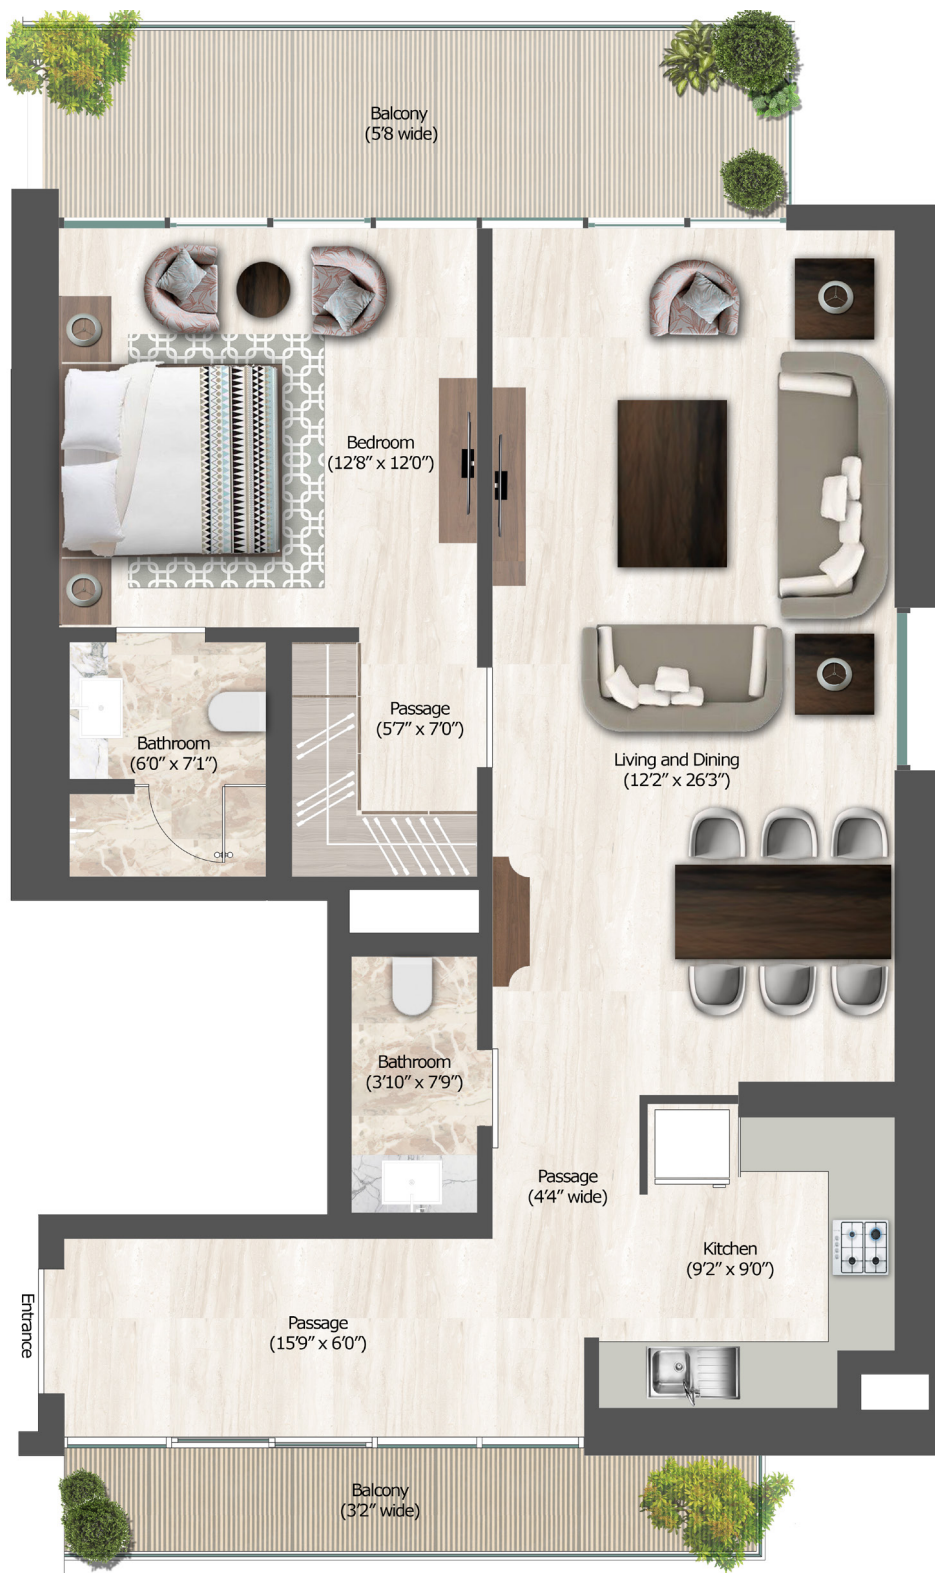 Balcony
(5'8 wide)
Bedroom
(12'8" x 12'0")
Passage
(5'7" x 7'0")
Bathroom
(6'0" x 7'1")
Living and Dining
(12'2" x 26'3")
Bathroom
(3'10" x 7'9")
Passage
(4'4" wide)
Kitchen
(9'2" x 9'0")
Entrance
Passage
(15'9" x 6'0")
Balcony
(3'2" wide)